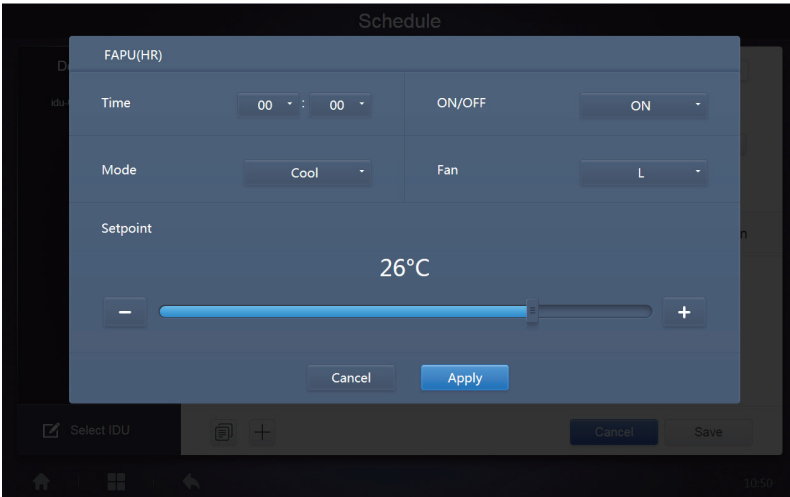 Schedule
FAPU(HR)
Time 00 : 00 ON/OFF ON
Mode Cool Fan L
Setpoint
26°C
− +
Cancel Apply
Select IDU Cancel Save
10:50